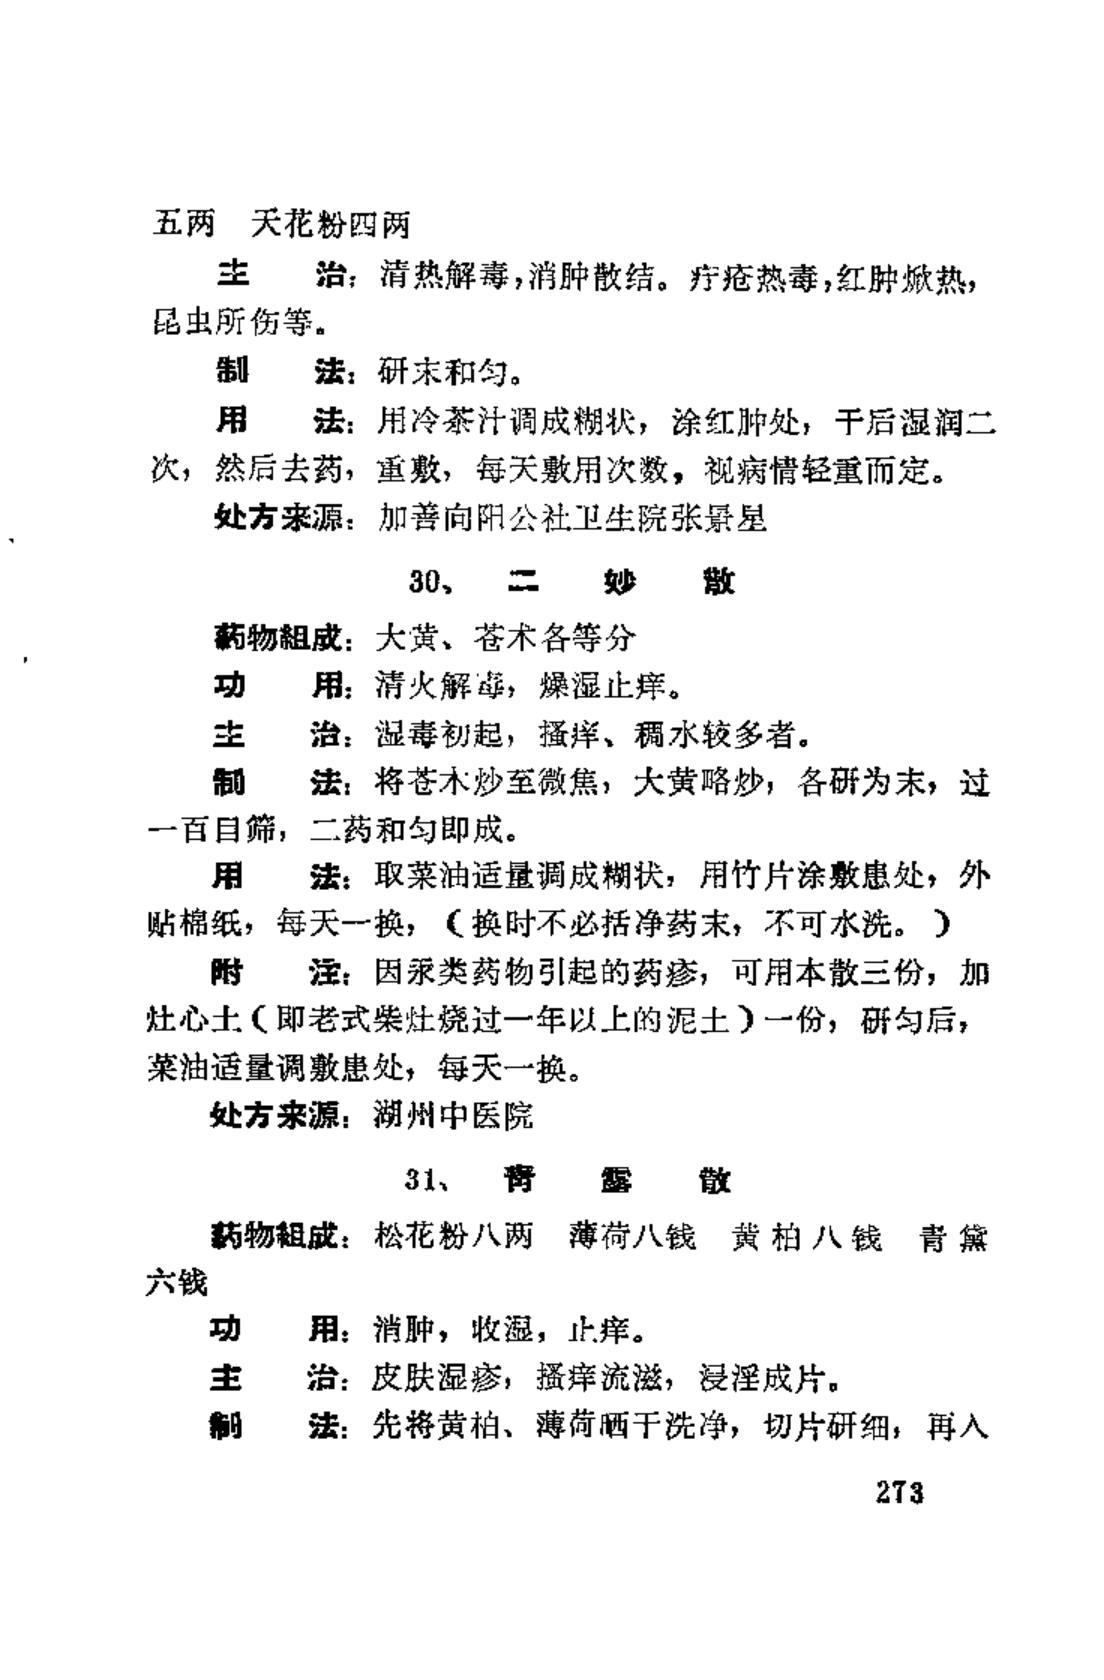 五两　天花粉四两
主　　治：清热解毒，消肿散结。疔疮热毒，红肿焮热，
昆虫所伤等。
制　　法：研末和匀。
用　　法：用冷茶汁调成糊状，涂红肿处，干后湿润二
次，然后去药，重敷，每天敷用次数，视病情轻重而定。
处方来源：加善向阳公社卫生院张景星
30、　二　妙　散
药物組成：大黄、苍术各等分
功　　用：清火解毒，燥湿止痒。
主　　治：湿毒初起，搔痒、稠水较多者。
制　　法：将苍术炒至微焦，大黄略炒，各研为末，过
一百目筛，二药和匀即成。
用　　法：取菜油适量调成糊状，用竹片涂敷患处，外
贴棉纸，每天一换，（换时不必括净药末，不可水洗。）
附　　注：因汞类药物引起的药疹，可用本散三份，加
灶心土（即老式柴灶烧过一年以上的泥土）一份，研匀后，
菜油适量调敷患处，每天一换。
处方来源：湖州中医院
31、　青　露　散
药物組成：松花粉八两　薄荷八钱　黄柏八钱　青黛
六钱
功　　用：消肿，收湿，止痒。
主　　治：皮肤湿疹，搔痒流滋，浸淫成片。
制　　法：先将黄柏、薄荷晒干洗净，切片研细，再入
273